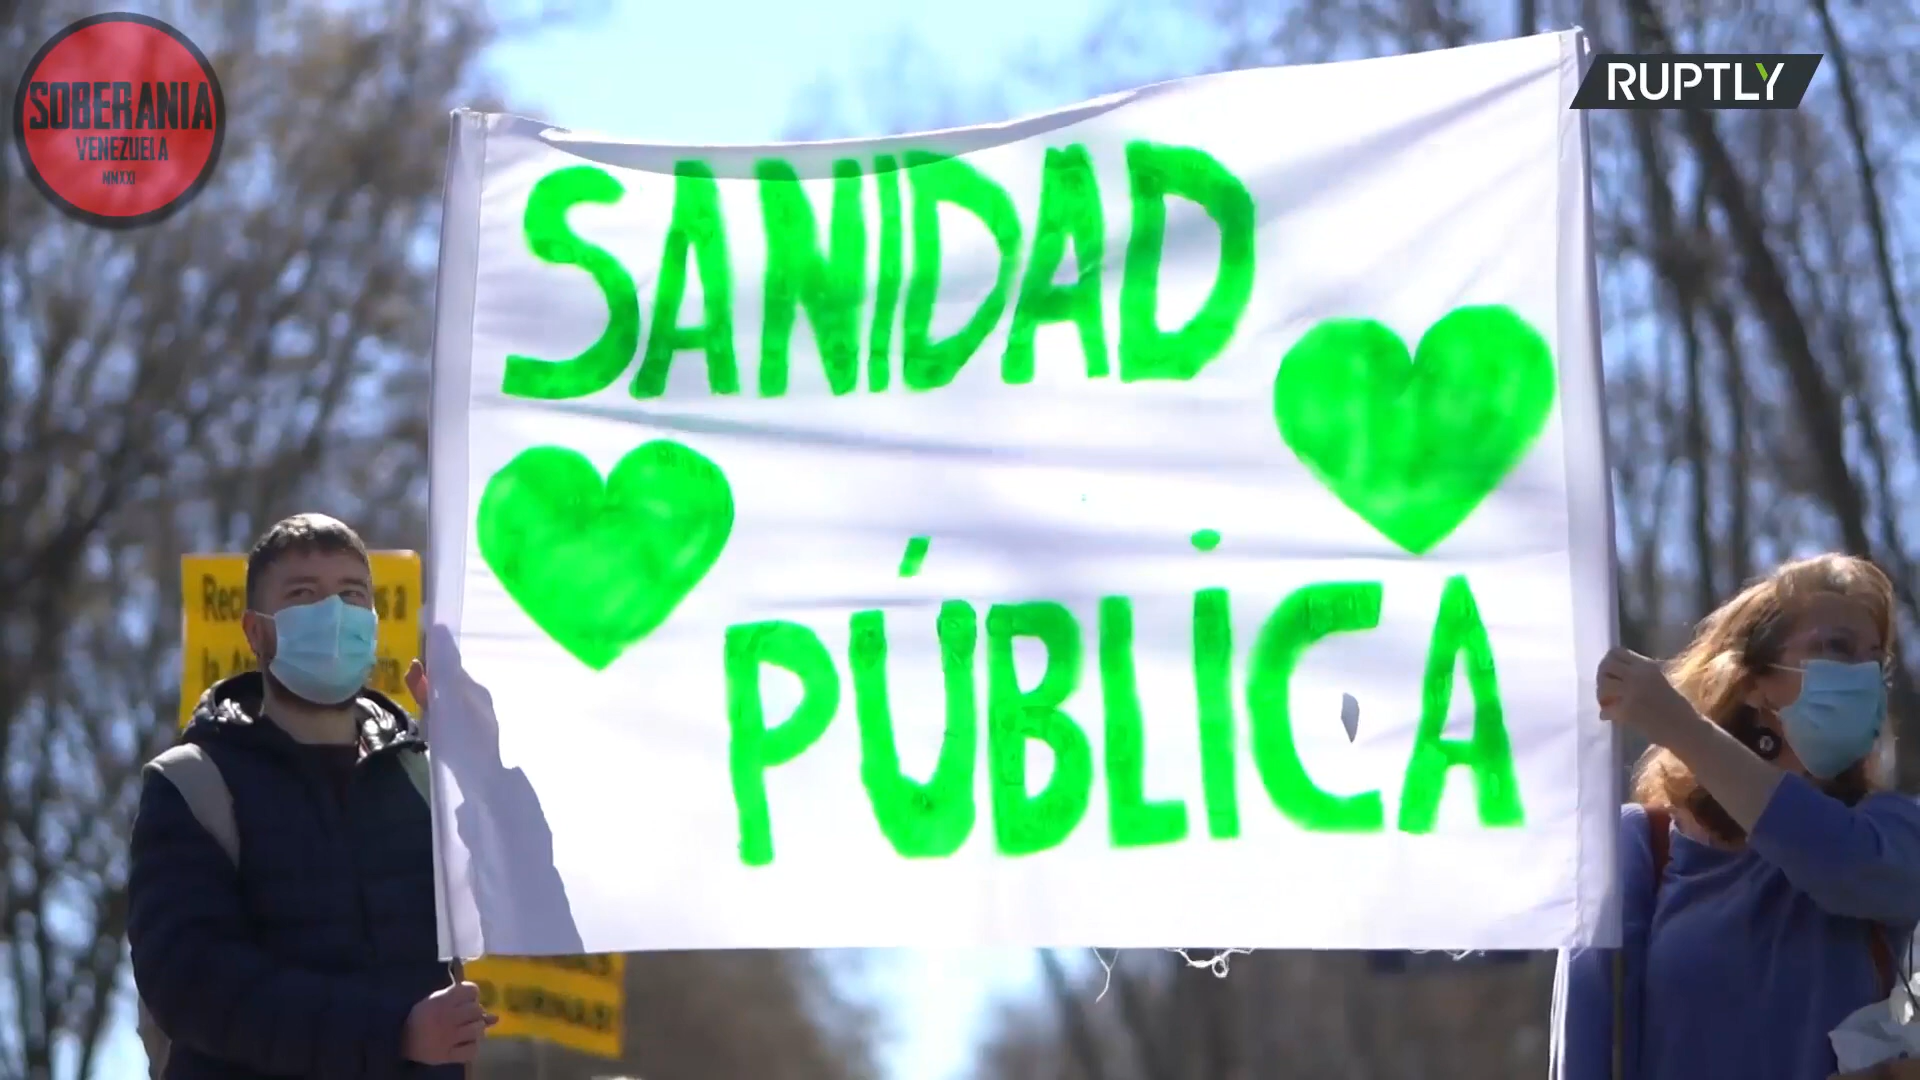 SOBERANIA
VENEZUELA
MMXXI
RUPTLY
SANIDAD
PÚBLICA